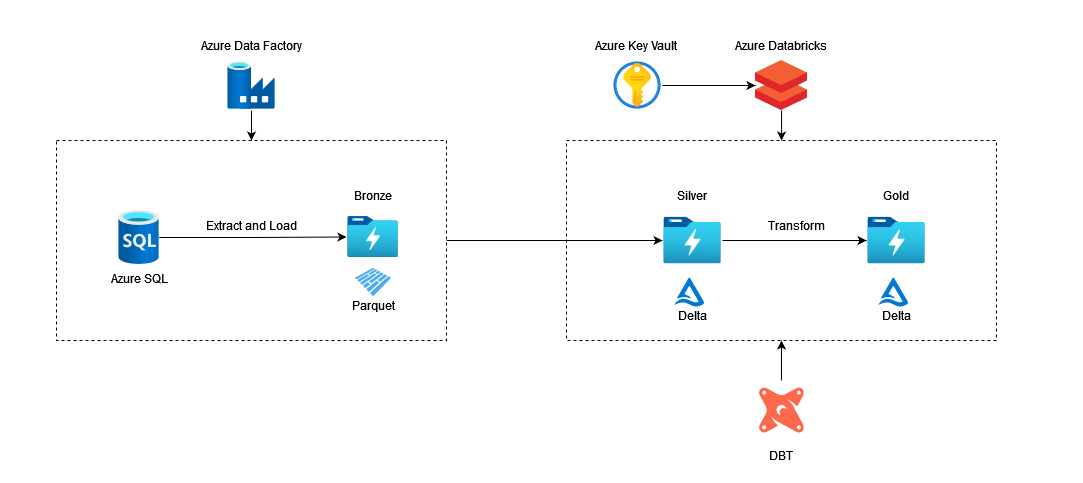 Azure Data Factory
Azure Key Vault
Azure Databricks
Bronze
Silver
Gold
Extract and Load
Transform
SQL
Azure SQL
Parquet
Delta
Delta
DBT